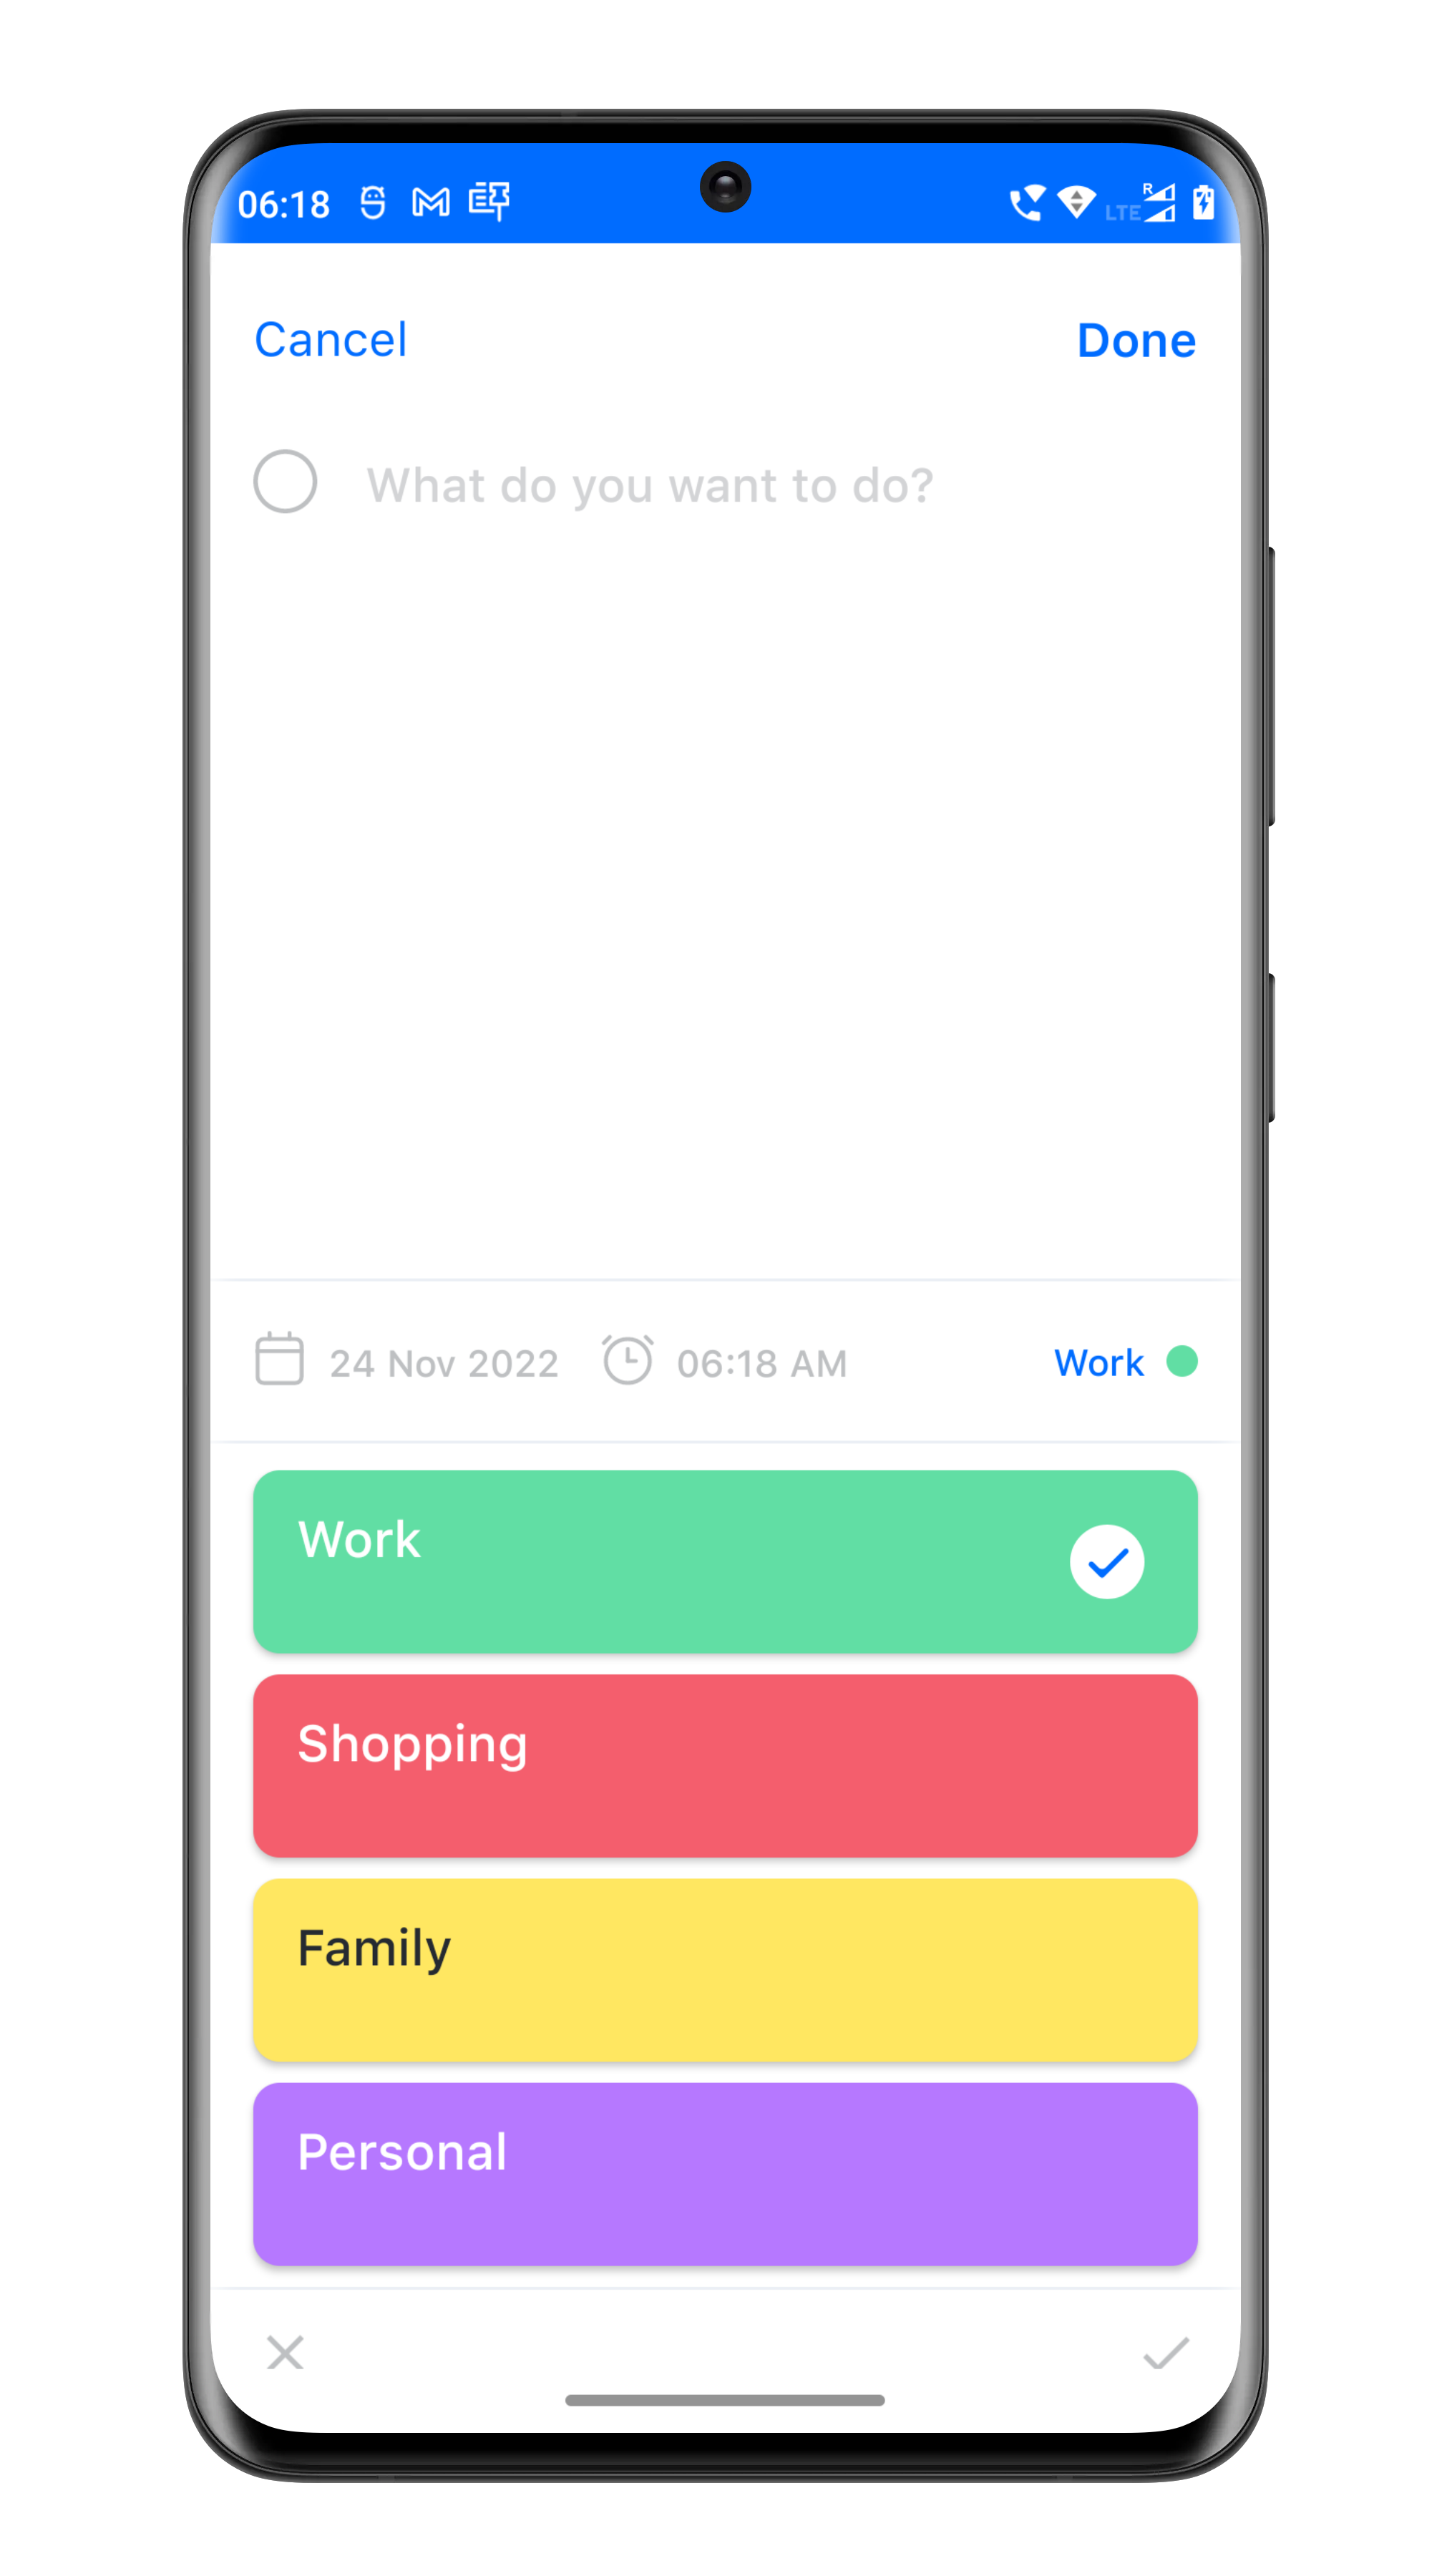 06:18
R
LTE
Cancel
Done
What do you want to do?
24 Nov 2022 06:18 AM Work
Work
Shopping
Family
Personal